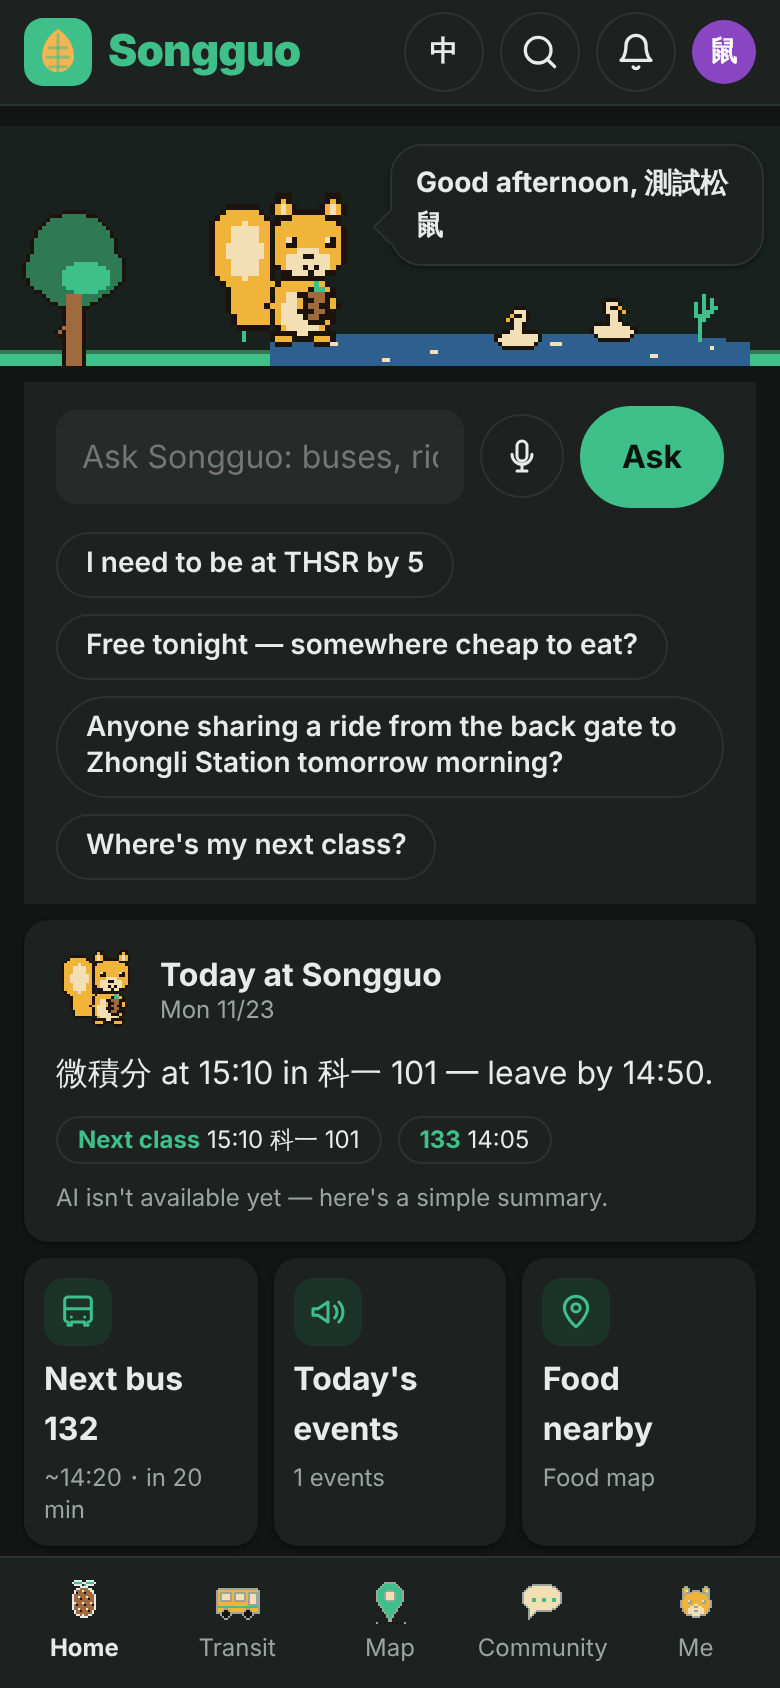 Songguo
中
鼠
Good afternoon, 測試松
鼠
Ask Songguo: buses, ric
Ask
I need to be at THSR by 5
Free tonight — somewhere cheap to eat?
Anyone sharing a ride from the back gate to
Zhongli Station tomorrow morning?
Where's my next class?
Today at Songguo
Mon 11/23
微積分 at 15:10 in 科一 101 — leave by 14:50.
Next class 15:10 科一 101
133 14:05
AI isn't available yet — here's a simple summary.
Next bus
132
~14:20 · in 20
min
Today's
events
1 events
Food
nearby
Food map
Home
Transit
Map
Community
Me